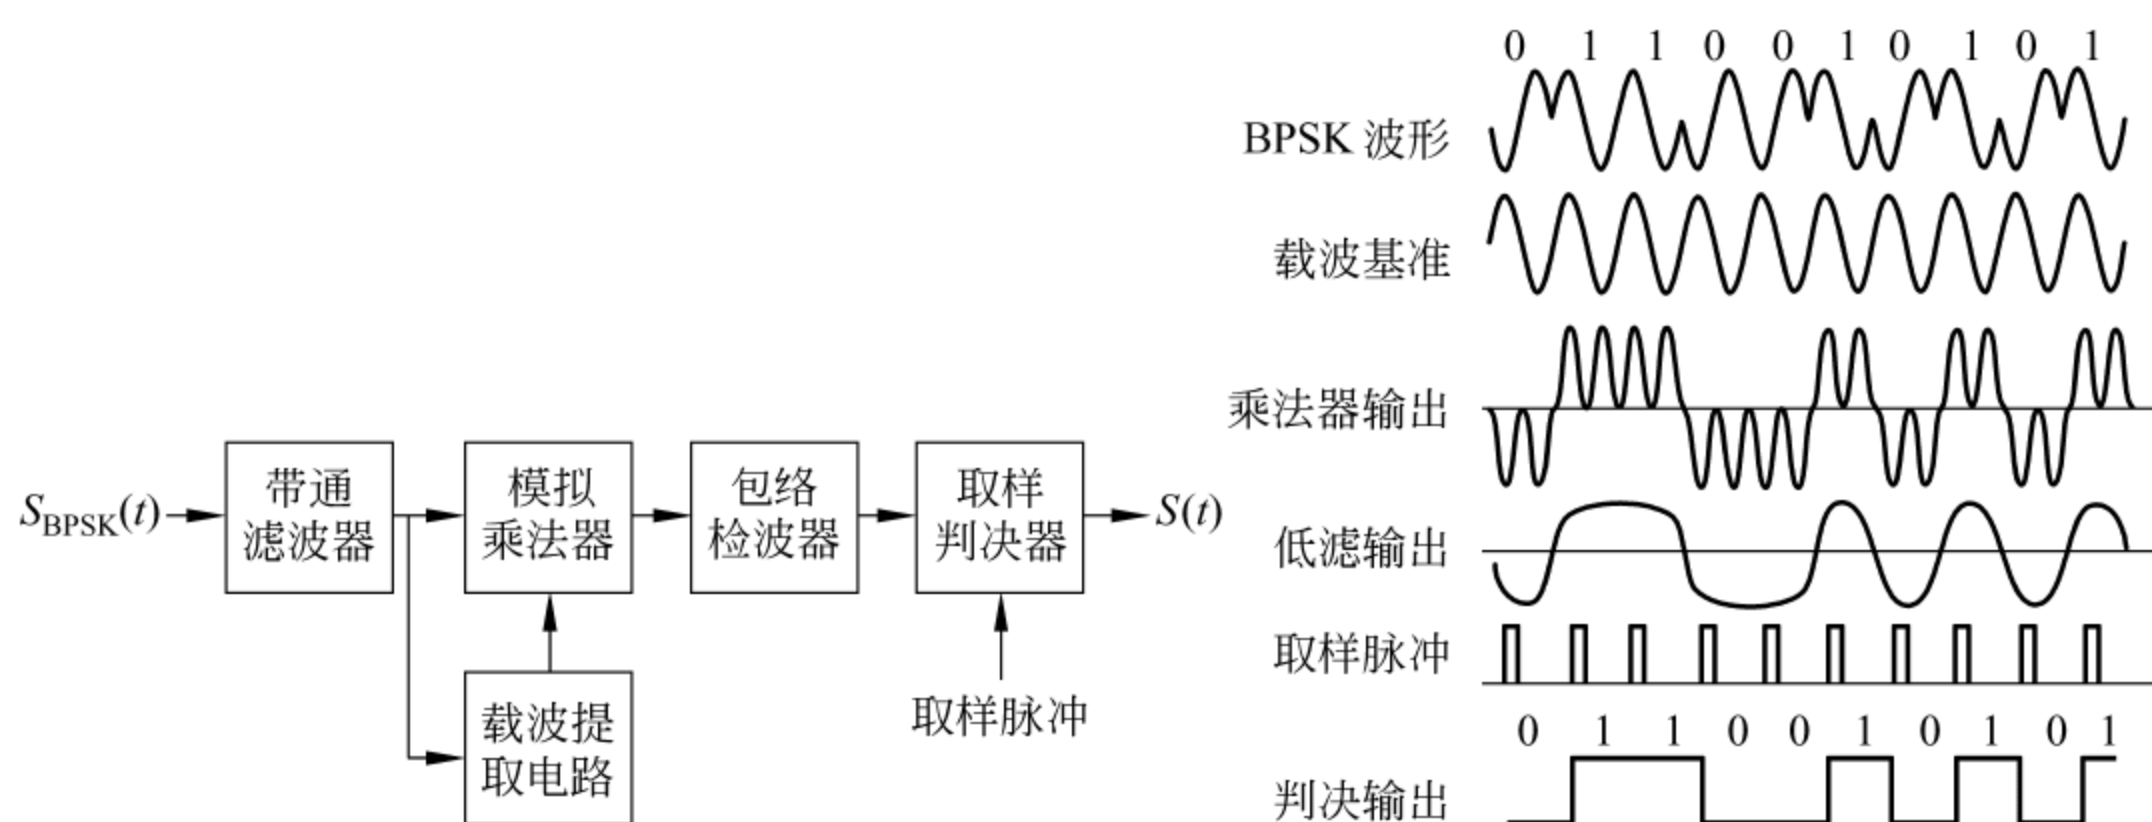 S_BPSK(t)
带通
滤波器
模拟
乘法器
包络
检波器
取样
判决器
S(t)
载波提
取电路
取样脉冲
0 1 1 0 0 1 0 1 0 1
BPSK 波形
载波基准
乘法器输出
低滤输出
取样脉冲
0 1 1 0 0 1 0 1 0 1
判决输出